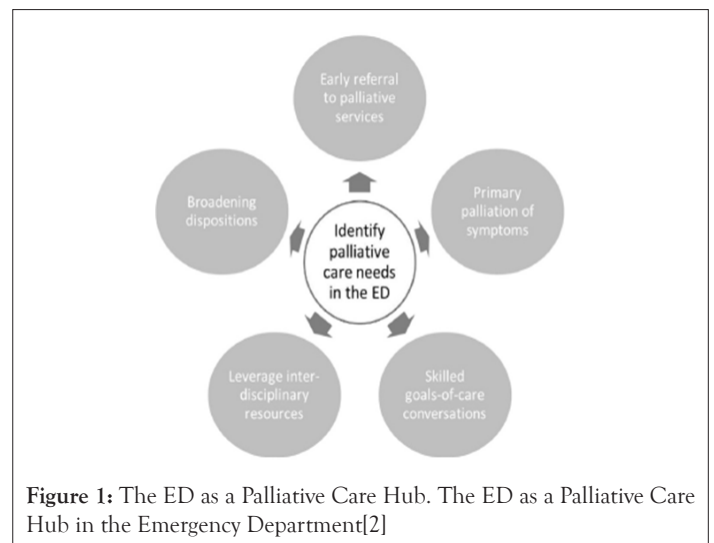 Early referral
to palliative
services
Broadening
dispositions
Primary
palliation of
symptoms
Identify
palliative
care needs
in the ED
Leverage inter-
disciplinary
resources
Skilled
goals-of-care
conversations
Figure 1: The ED as a Palliative Care Hub. The ED as a Palliative Care
Hub in the Emergency Department[2]